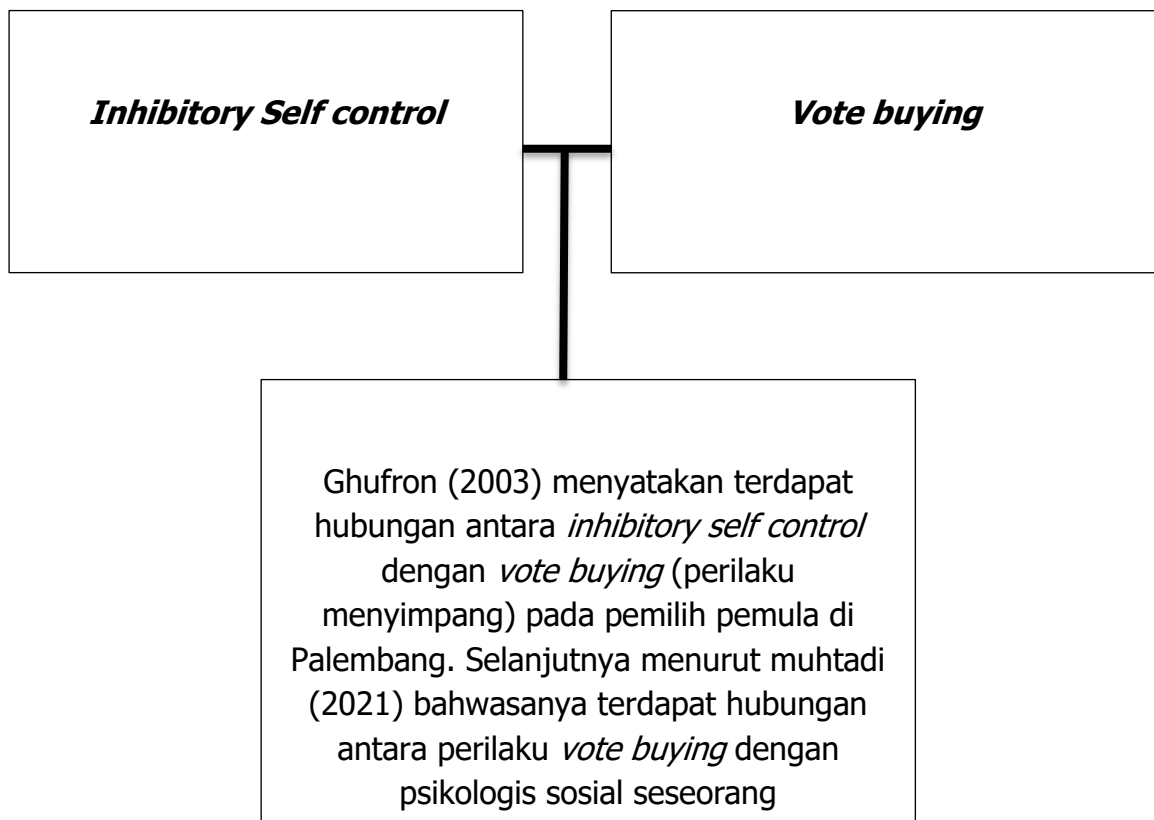 Inhibitory Self control
Vote buying
Ghufron (2003) menyatakan terdapat
hubungan antara inhibitory self control
dengan vote buying (perilaku
menyimpang) pada pemilih pemula di
Palembang. Selanjutnya menurut muhtadi
(2021) bahwasanya terdapat hubungan
antara perilaku vote buying dengan
psikologis sosial seseorang